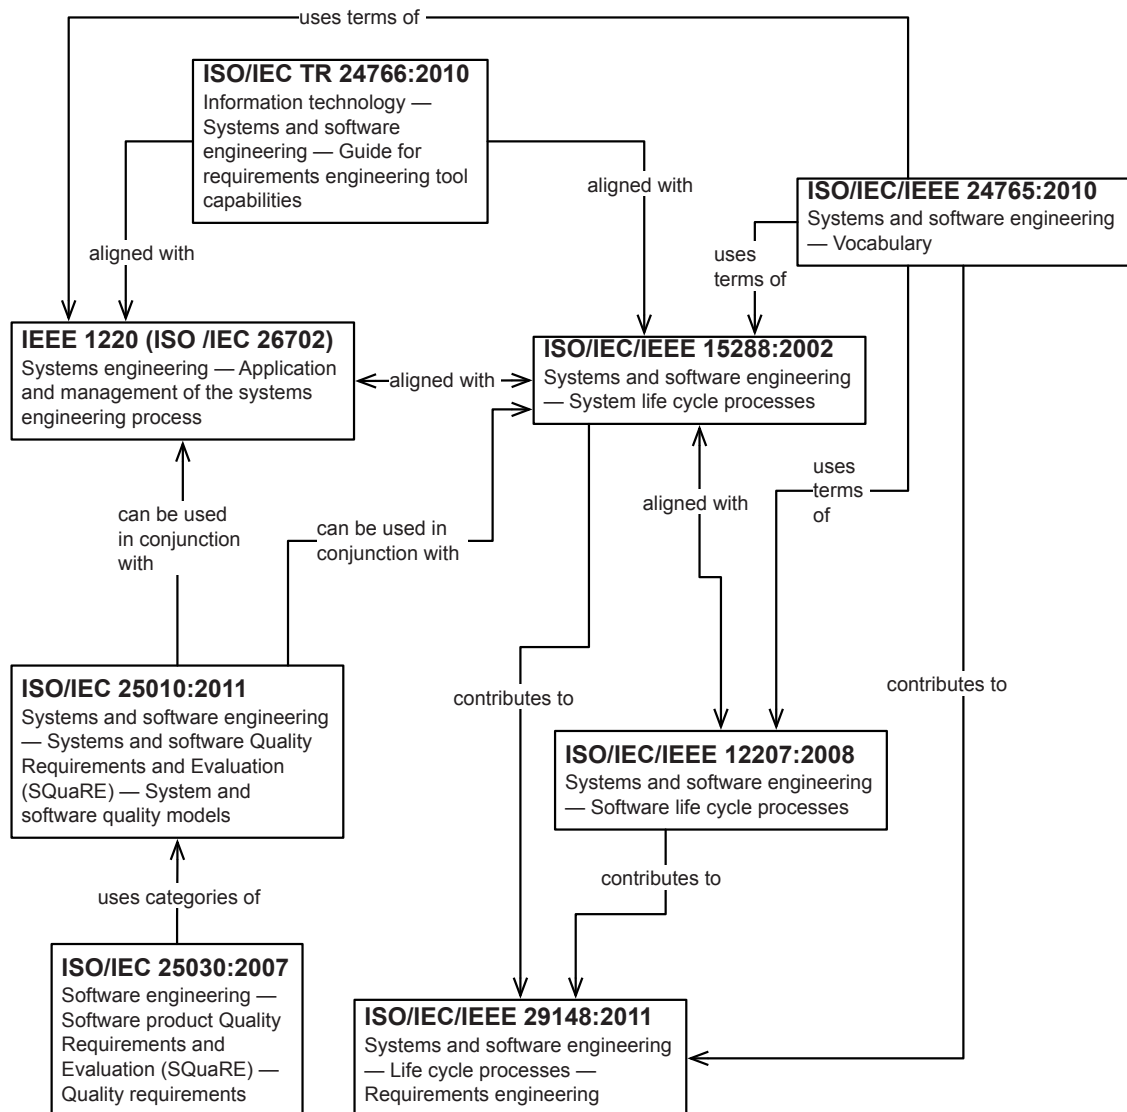 uses terms of
ISO/IEC TR 24766:2010
Information technology —
Systems and software
engineering — Guide for
requirements engineering tool
capabilities
aligned with
ISO/IEC/IEEE 24765:2010
Systems and software engineering
— Vocabulary
aligned with
uses
terms of
IEEE 1220 (ISO /IEC 26702)
Systems engineering — Application
and management of the systems
engineering process
aligned with
ISO/IEC/IEEE 15288:2002
Systems and software engineering
— System life cycle processes
can be used
in conjunction
with
can be used in
conjunction with
aligned with
uses
terms
of
ISO/IEC 25010:2011
Systems and software engineering
— Systems and software Quality
Requirements and Evaluation
(SQuaRE) — System and
software quality models
contributes to
contributes to
ISO/IEC/IEEE 12207:2008
Systems and software engineering
— Software life cycle processes
uses categories of
contributes to
ISO/IEC 25030:2007
Software engineering —
Software product Quality
Requirements and
Evaluation (SQuaRE) —
Quality requirements
ISO/IEC/IEEE 29148:2011
Systems and software engineering
— Life cycle processes —
Requirements engineering